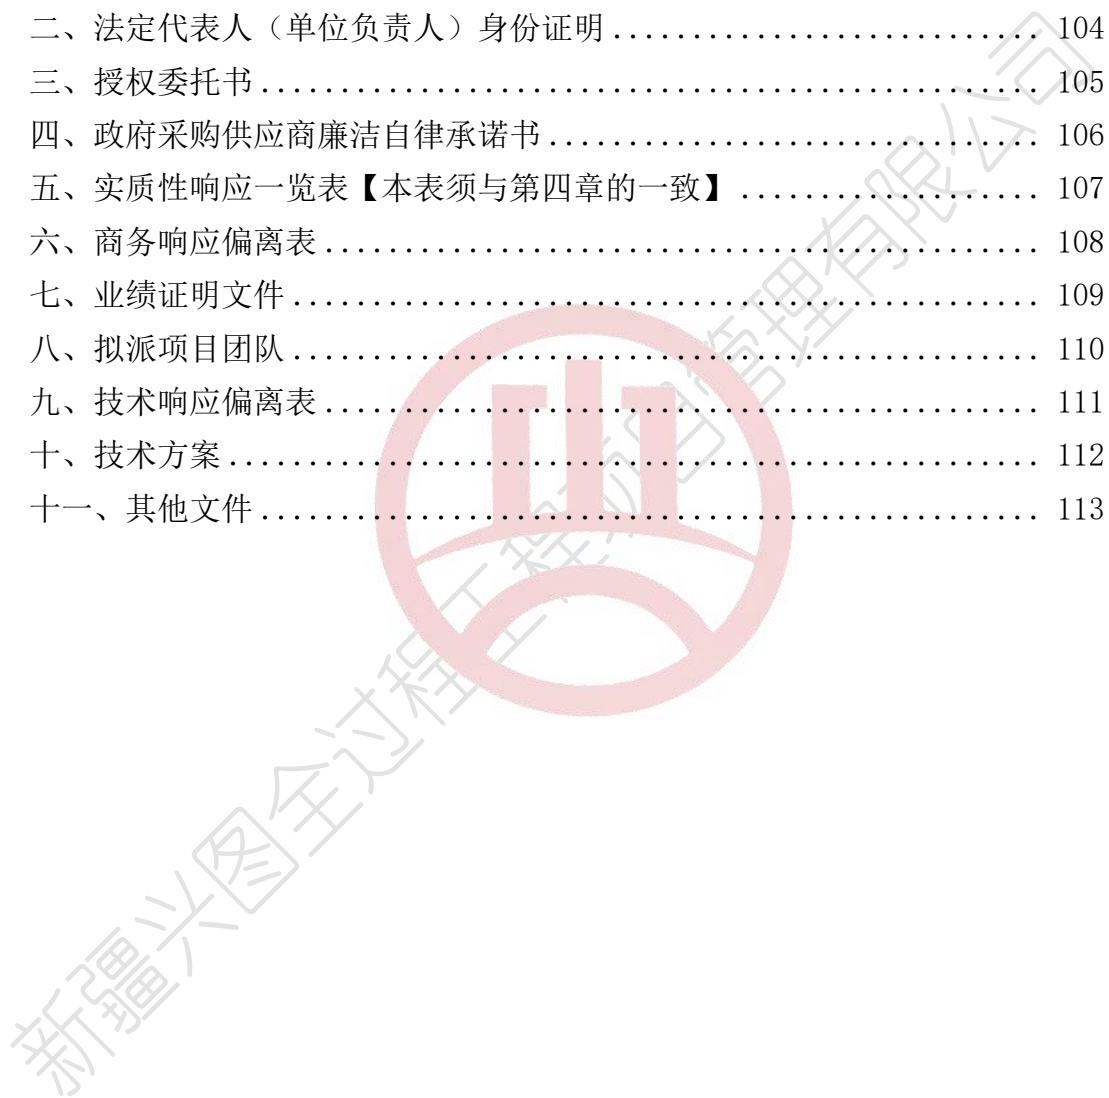 二、法定代表人（单位负责人）身份证明........................... 104
三、授权委托书................................................. 105
四、政府采购供应商廉洁自律承诺书............................... 106
五、实质性响应一览表【本表须与第四章的一致】................... 107
六、商务响应偏离表............................................. 108
七、业绩证明文件............................................... 109
八、拟派项目团队............................................... 110
九、技术响应偏离表............................................. 111
十、技术方案................................................... 112
十一、其他文件................................................. 113
新疆兴图全过程工程项目管理有限公司